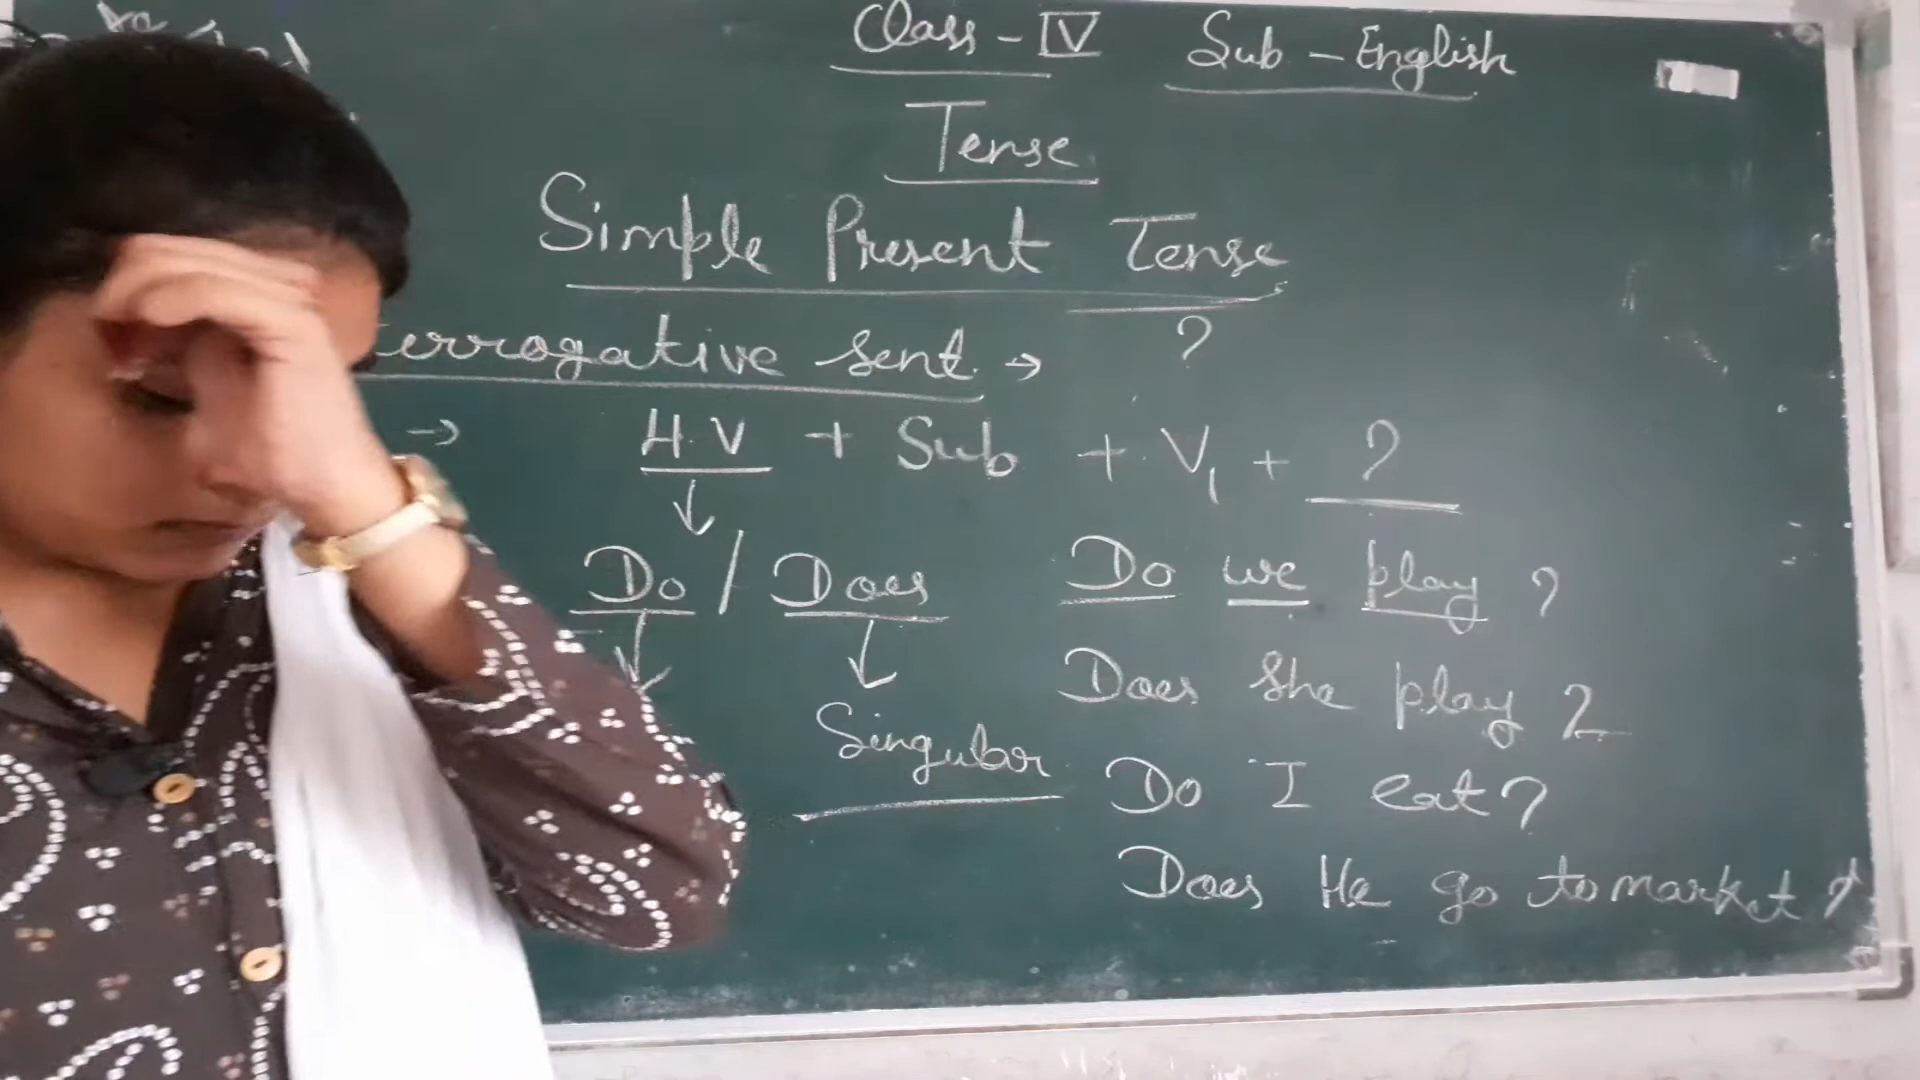 Class - IV Sub - English
Tense
Simple Present Tense
terrogative sent. → ?
→ H.V + Sub + V1 + ?
Do / Does
Singular
Do we play ?
Does She play ?
Do I eat ?
Does He go to market ?